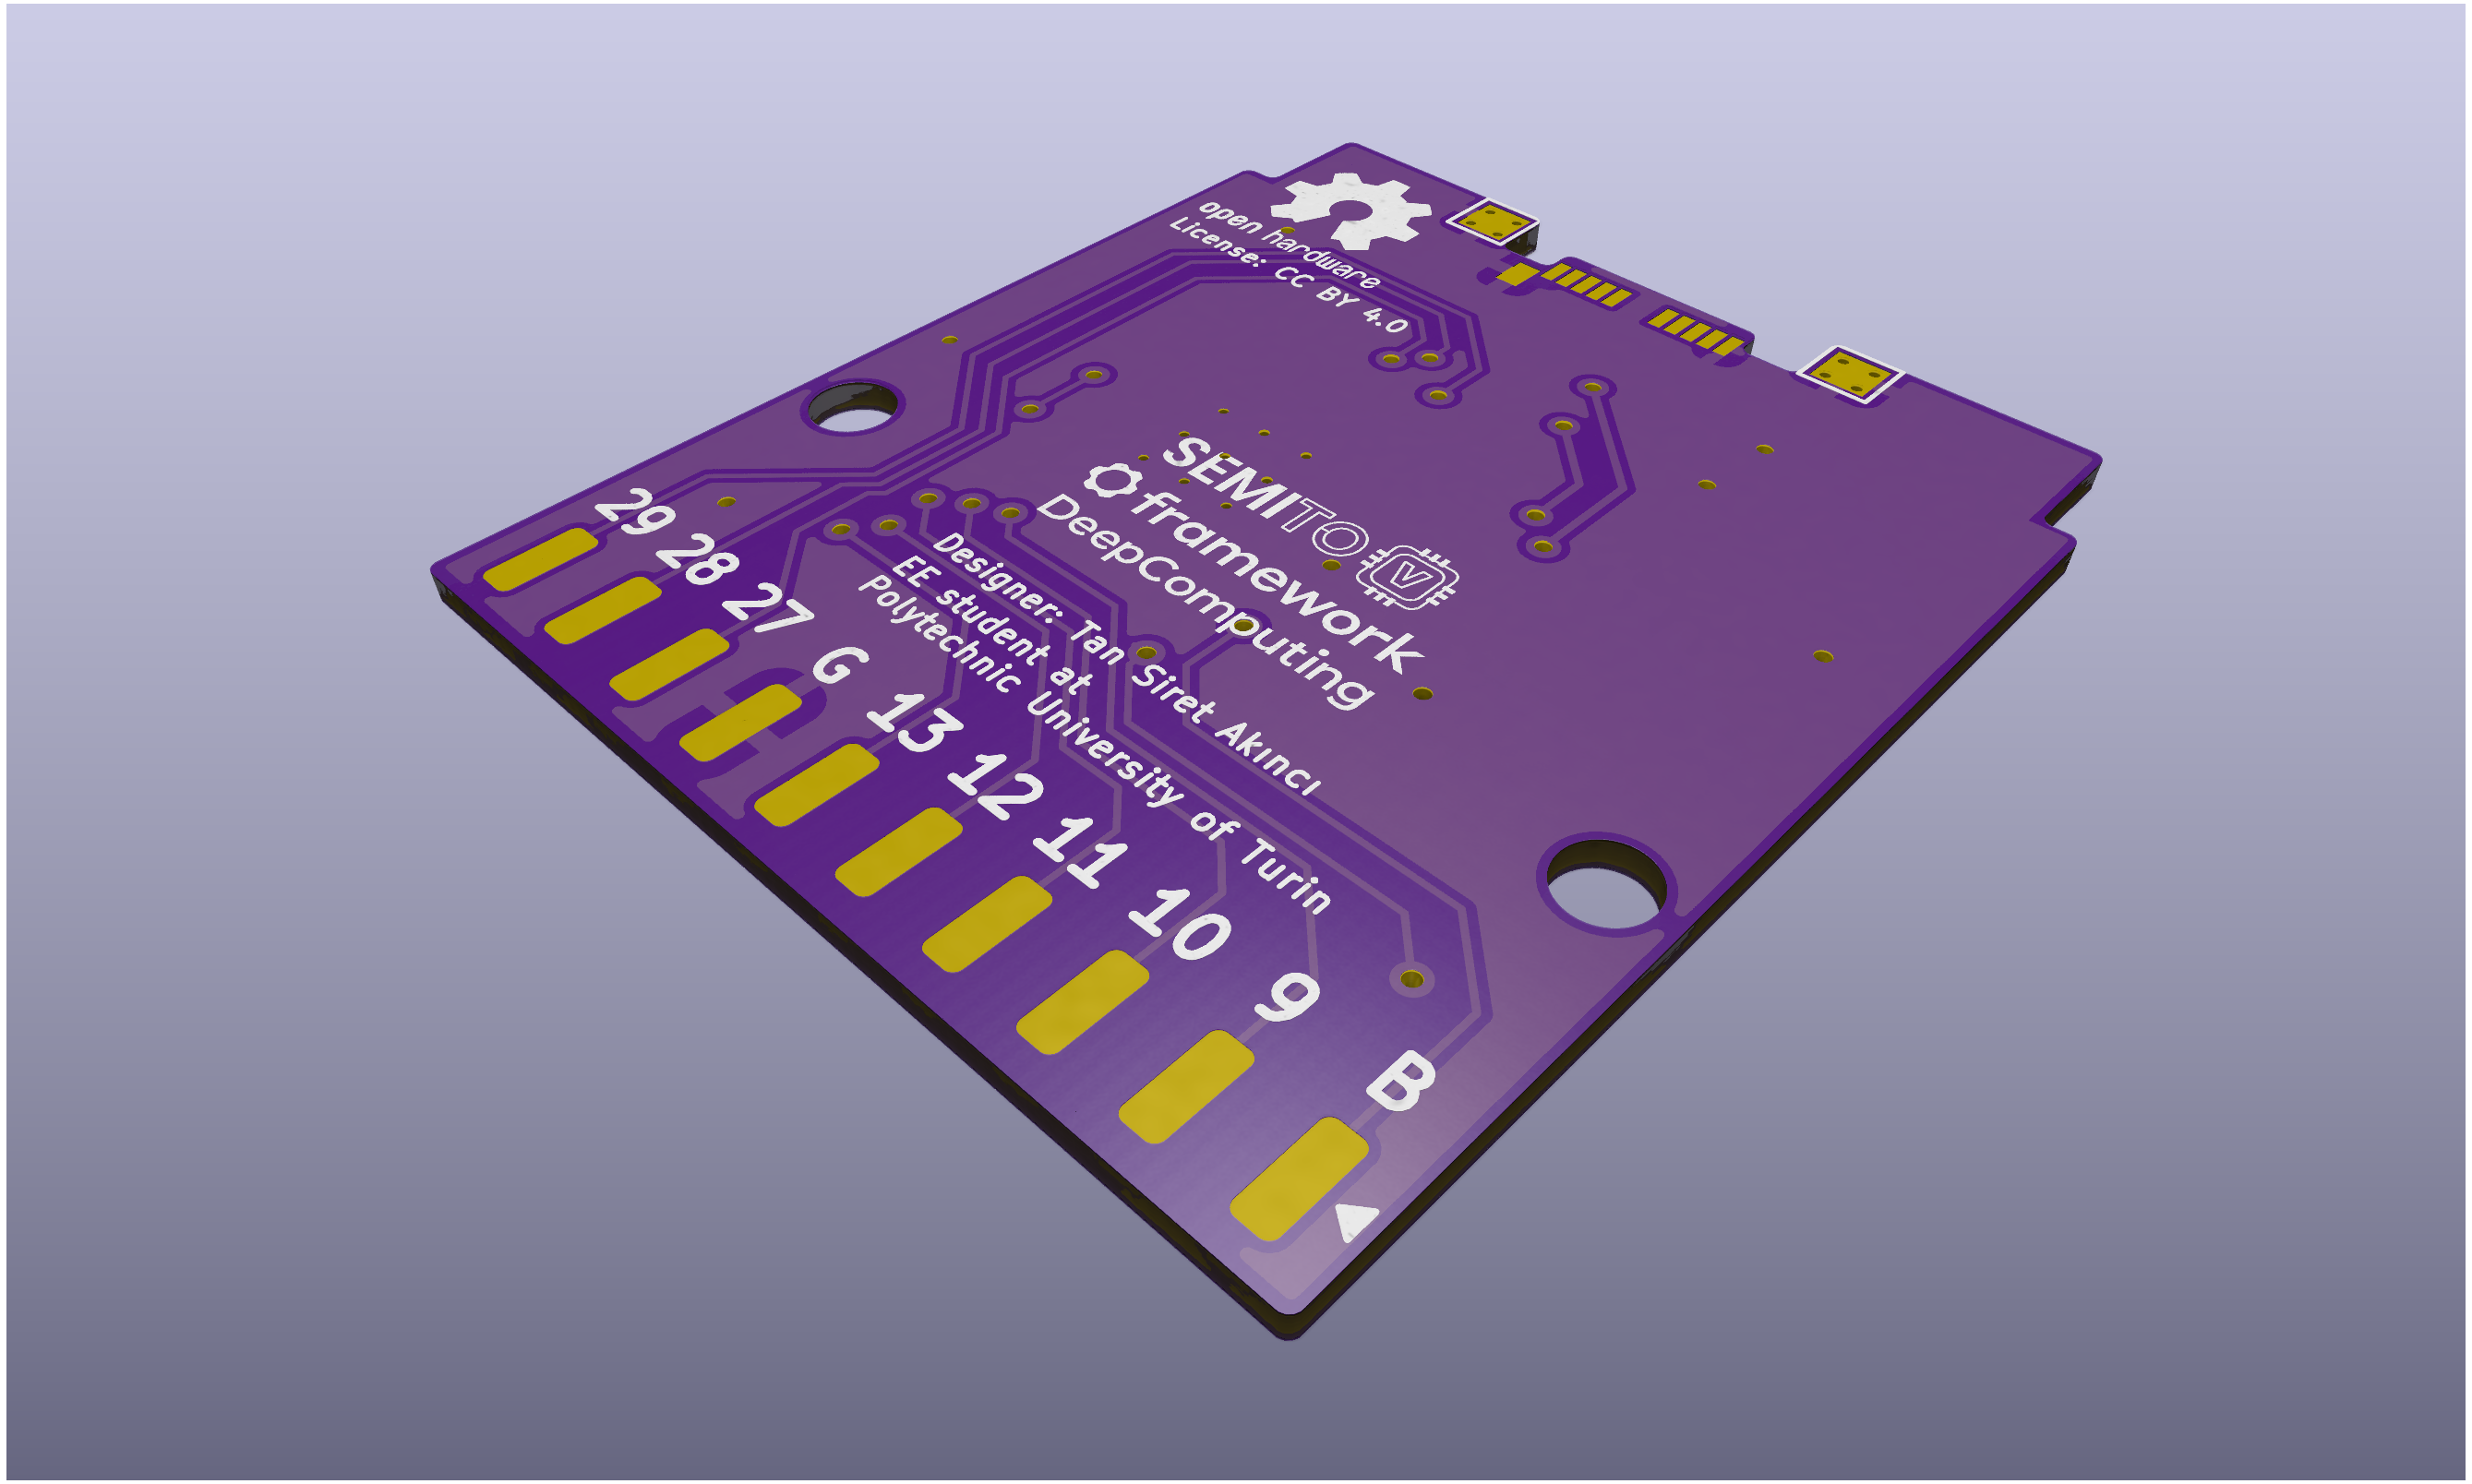 open hardware
License: CC BY 4.0
SEMITO V
framework
DeepComputing
Designer: Tan Siret Akıncı
EE student at
Polytechnic University of Turin
29
28
27
G
13
12
11
10
9
B